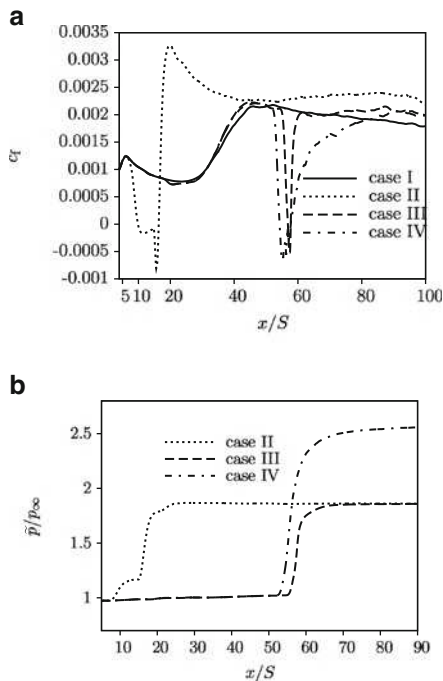 a
0.0035
0.003
0.0025
0.002
0.0015
0.001
0.0005
0
-0.0005
-0.001
cf
case I
case II
case III
case IV
5 10 20 40 60 80 100
x/S
b
2.5
2
1.5
1
p̃/p∞
case II
case III
case IV
10 20 30 40 50 60 70 80 90
x/S